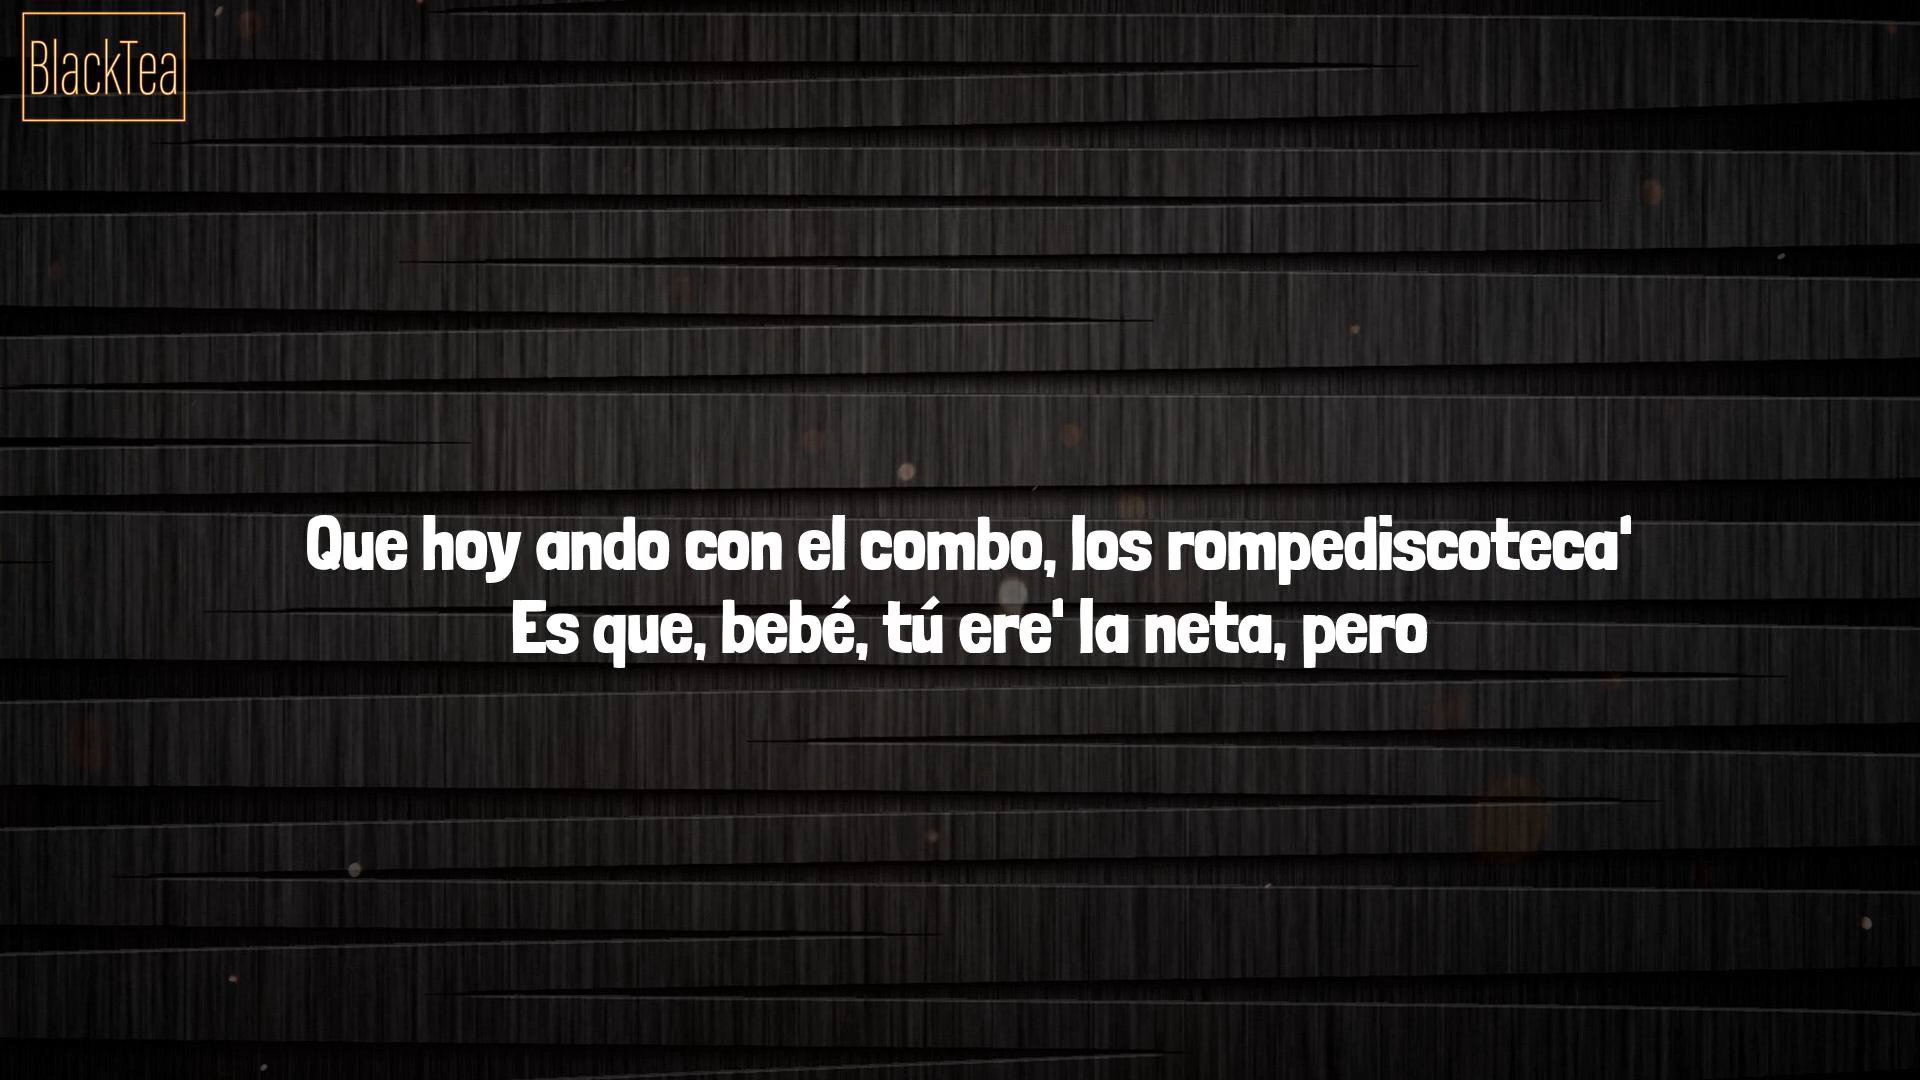 BlackTea
Que hoy ando con el combo, los rompediscoteca'
Es que, bebé, tú ere' la neta, pero